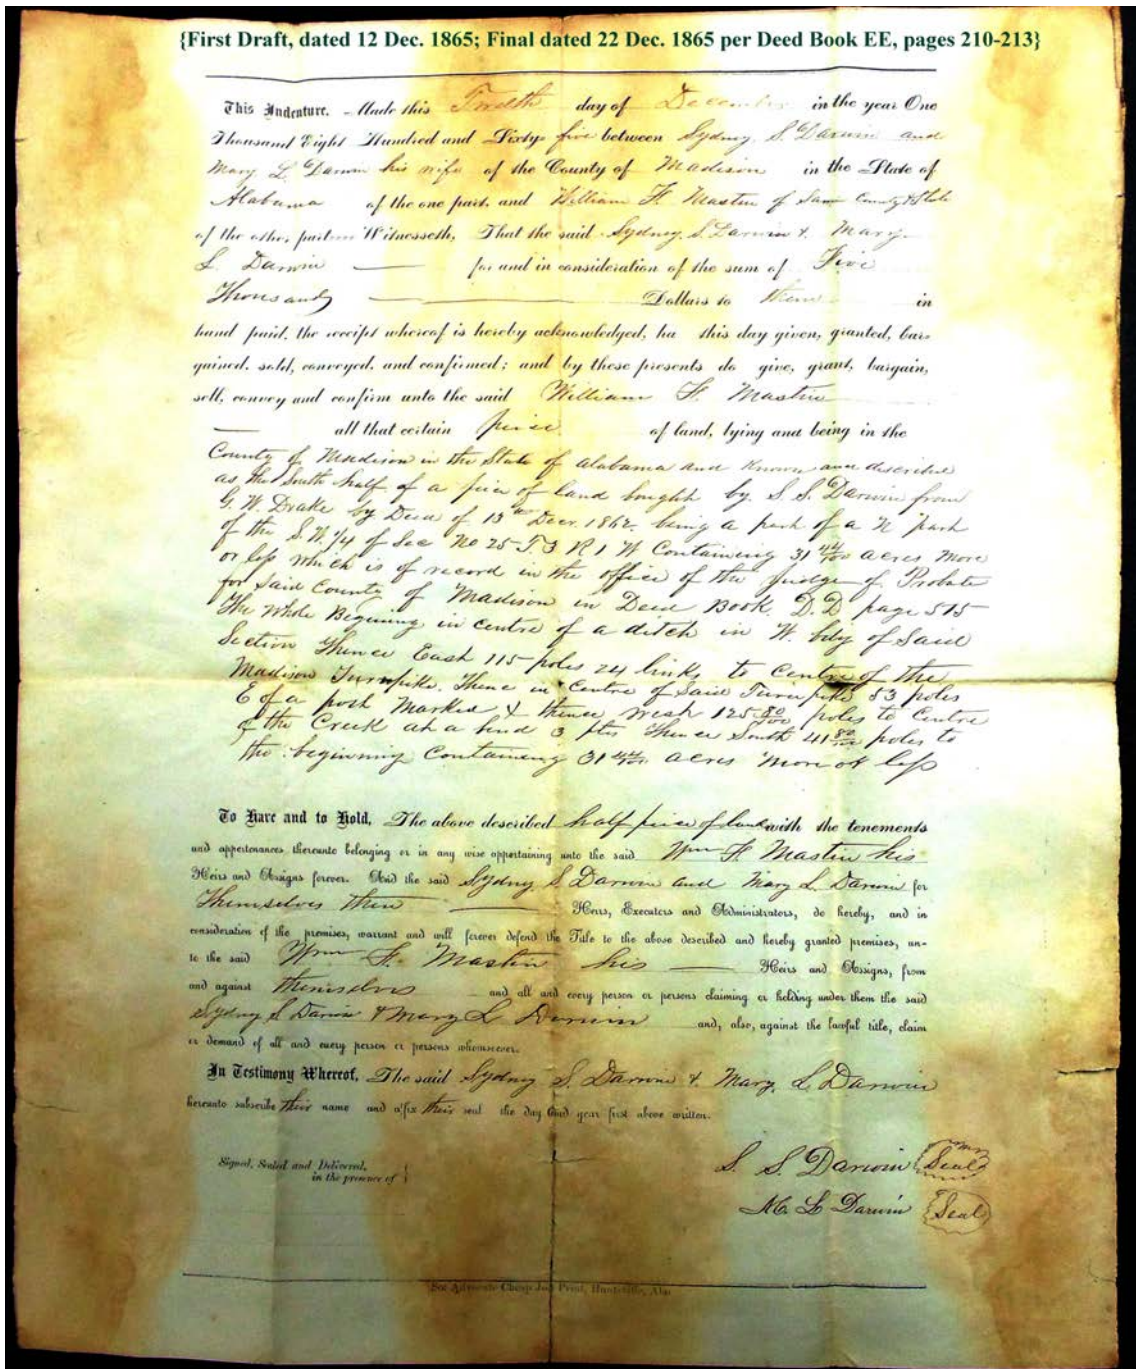 {First Draft, dated 12 Dec. 1865; Final dated 22 Dec. 1865 per Deed Book EE, pages 210-213}
This Indenture, Made this Twelth day of December in the year One
Thousand Eight Hundred and Sixty five between Sydney S. Darwin and
Mary L. Darwin his wife of the County of Madison in the State of
Alabama of the one part, and William F. Mastin of Same County & State
of the other part Witnesseth, That the said Sydney S. Darwin & Mary
L. Darwin for and in consideration of the sum of Five
Thousand Dollars to them in
hand paid, the receipt whereof is hereby acknowledged, ha this day given, granted, bar-
gained, sold, conveyed, and confirmed; and by these presents do give, grant, bargain,
sell, convey and confirm unto the said William F. Mastin
all that certain peice of land, lying and being in the
County of Madison in the State of Alabama and Known and described
as the South half of a peice of land bought by S. S. Darwin from
G. W. Drake by Deed of 13th Decr. 1862 being a part of a N part
of the S. W. 1/4 of Sec No 25 T 3 R 1 W Containing 31 44/100 acres More
or less which is of record in the office of the Judge of Probate
for Said County of Madison in Deed Book D.D page 515
The Whole Begining in centre of a ditch in W. bdy of Said
Section Thence East 115 poles 24 links to Centre of the
Madison Turnpike. Thence in Centre of Said Turnpike 53 poles
E of a post Marked X thence west 125 80/100 poles to Centre
of the Creek at a bend 3 Thence South 41 80/100 poles to
the beginning Containing 31 44/100 acres More or less
To Have and to Hold, The above described half peice of land with the tenements
and appertenances thereunto belonging or in any wise appertaining unto the said Wm F. Mastin his
Heirs and Assigns forever. And the said Sydney S. Darwin and Mary L. Darwin for
Themselves their Heirs, Executors and Administrators, do hereby, and in
consideration of the premises, warrant and will forever defend the Title to the above described and hereby granted premises, un-
to the said Wm F. Mastin his Heirs and Assigns, from
and against themselves and all and every person or persons claiming or holding under them the said
Sydney S Darwin & Mary L Darwin and, also, against the lawful title, claim
or demand of all and every person or persons whomsoever.
In Testimony Whereof, The said Sydney S. Darwin & Mary L Darwin
hereunto subscribe their name and affix their seal the day and year first above written.
Signed, Sealed and Delivered,
in the presence of
S. S. Darwin Seal
M. L. Darwin Seal
Advocate Cheap Job Print, Huntsville, Ala